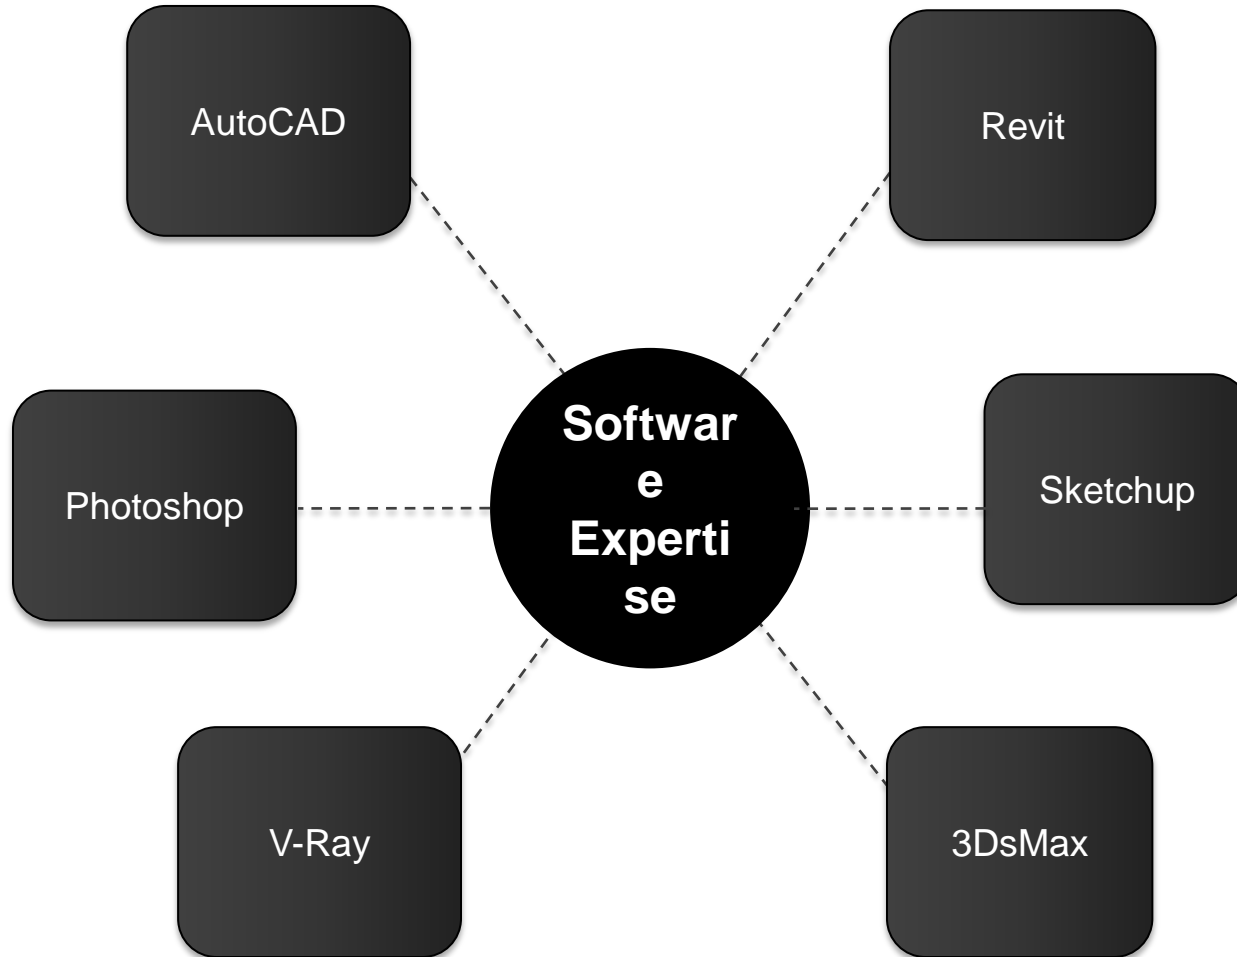 AutoCAD
Revit
Softwar
e
Experti
se
Photoshop
Sketchup
V-Ray
3DsMax